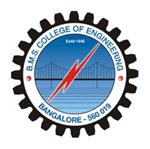 B.M.S. COLLEGE OF ENGINEERING
Estd 1946
BANGALORE - 560 019